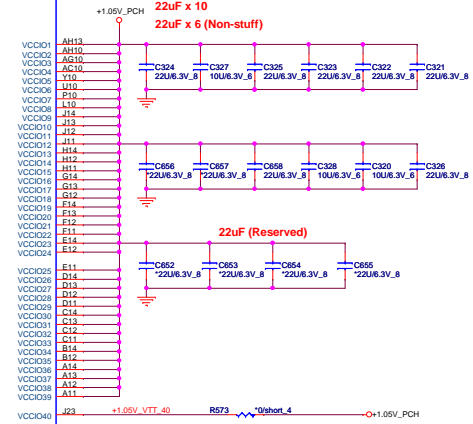 22uF x 10
+1.05V_PCH
22uF x 6 (Non-stuff)
VCCIO1 AH13
VCCIO2 AH10
VCCIO3 AG10
VCCIO4 AC10
VCCIO5 Y10
VCCIO6 U10
VCCIO7 P10
VCCIO8 L10
VCCIO9 J14
VCCIO10 J13
VCCIO11 J12
VCCIO12 J11
VCCIO13 H14
VCCIO14 H12
VCCIO15 H11
VCCIO16 G14
VCCIO17 G13
VCCIO18 G12
VCCIO19 F14
VCCIO20 F13
VCCIO21 F12
VCCIO22 F11
VCCIO23 E14
VCCIO24 E12
VCCIO25 E11
VCCIO26 D14
VCCIO27 D13
VCCIO28 D12
VCCIO29 D11
VCCIO30 C14
VCCIO31 C13
VCCIO32 C12
VCCIO33 C11
VCCIO34 B14
VCCIO35 B12
VCCIO36 A14
VCCIO37 A13
VCCIO38 A12
VCCIO39 A11
VCCIO40 J23
C324 C327 C325 C323 C322 C321
22U/6.3V_8 10U/6.3V_6 22U/6.3V_8 22U/6.3V_8 22U/6.3V_8 22U/6.3V_8
C656 C657 C658 C328 C320 C326
*22U/6.3V_8 *22U/6.3V_8 22U/6.3V_8 10U/6.3V_6 10U/6.3V_6 22U/6.3V_8
22uF (Reserved)
C652 C653 C654 C655
*22U/6.3V_8 *22U/6.3V_8 *22U/6.3V_8 *22U/6.3V_8
+1.05V_VTT_40 R573 *0/short_4 +1.05V_PCH